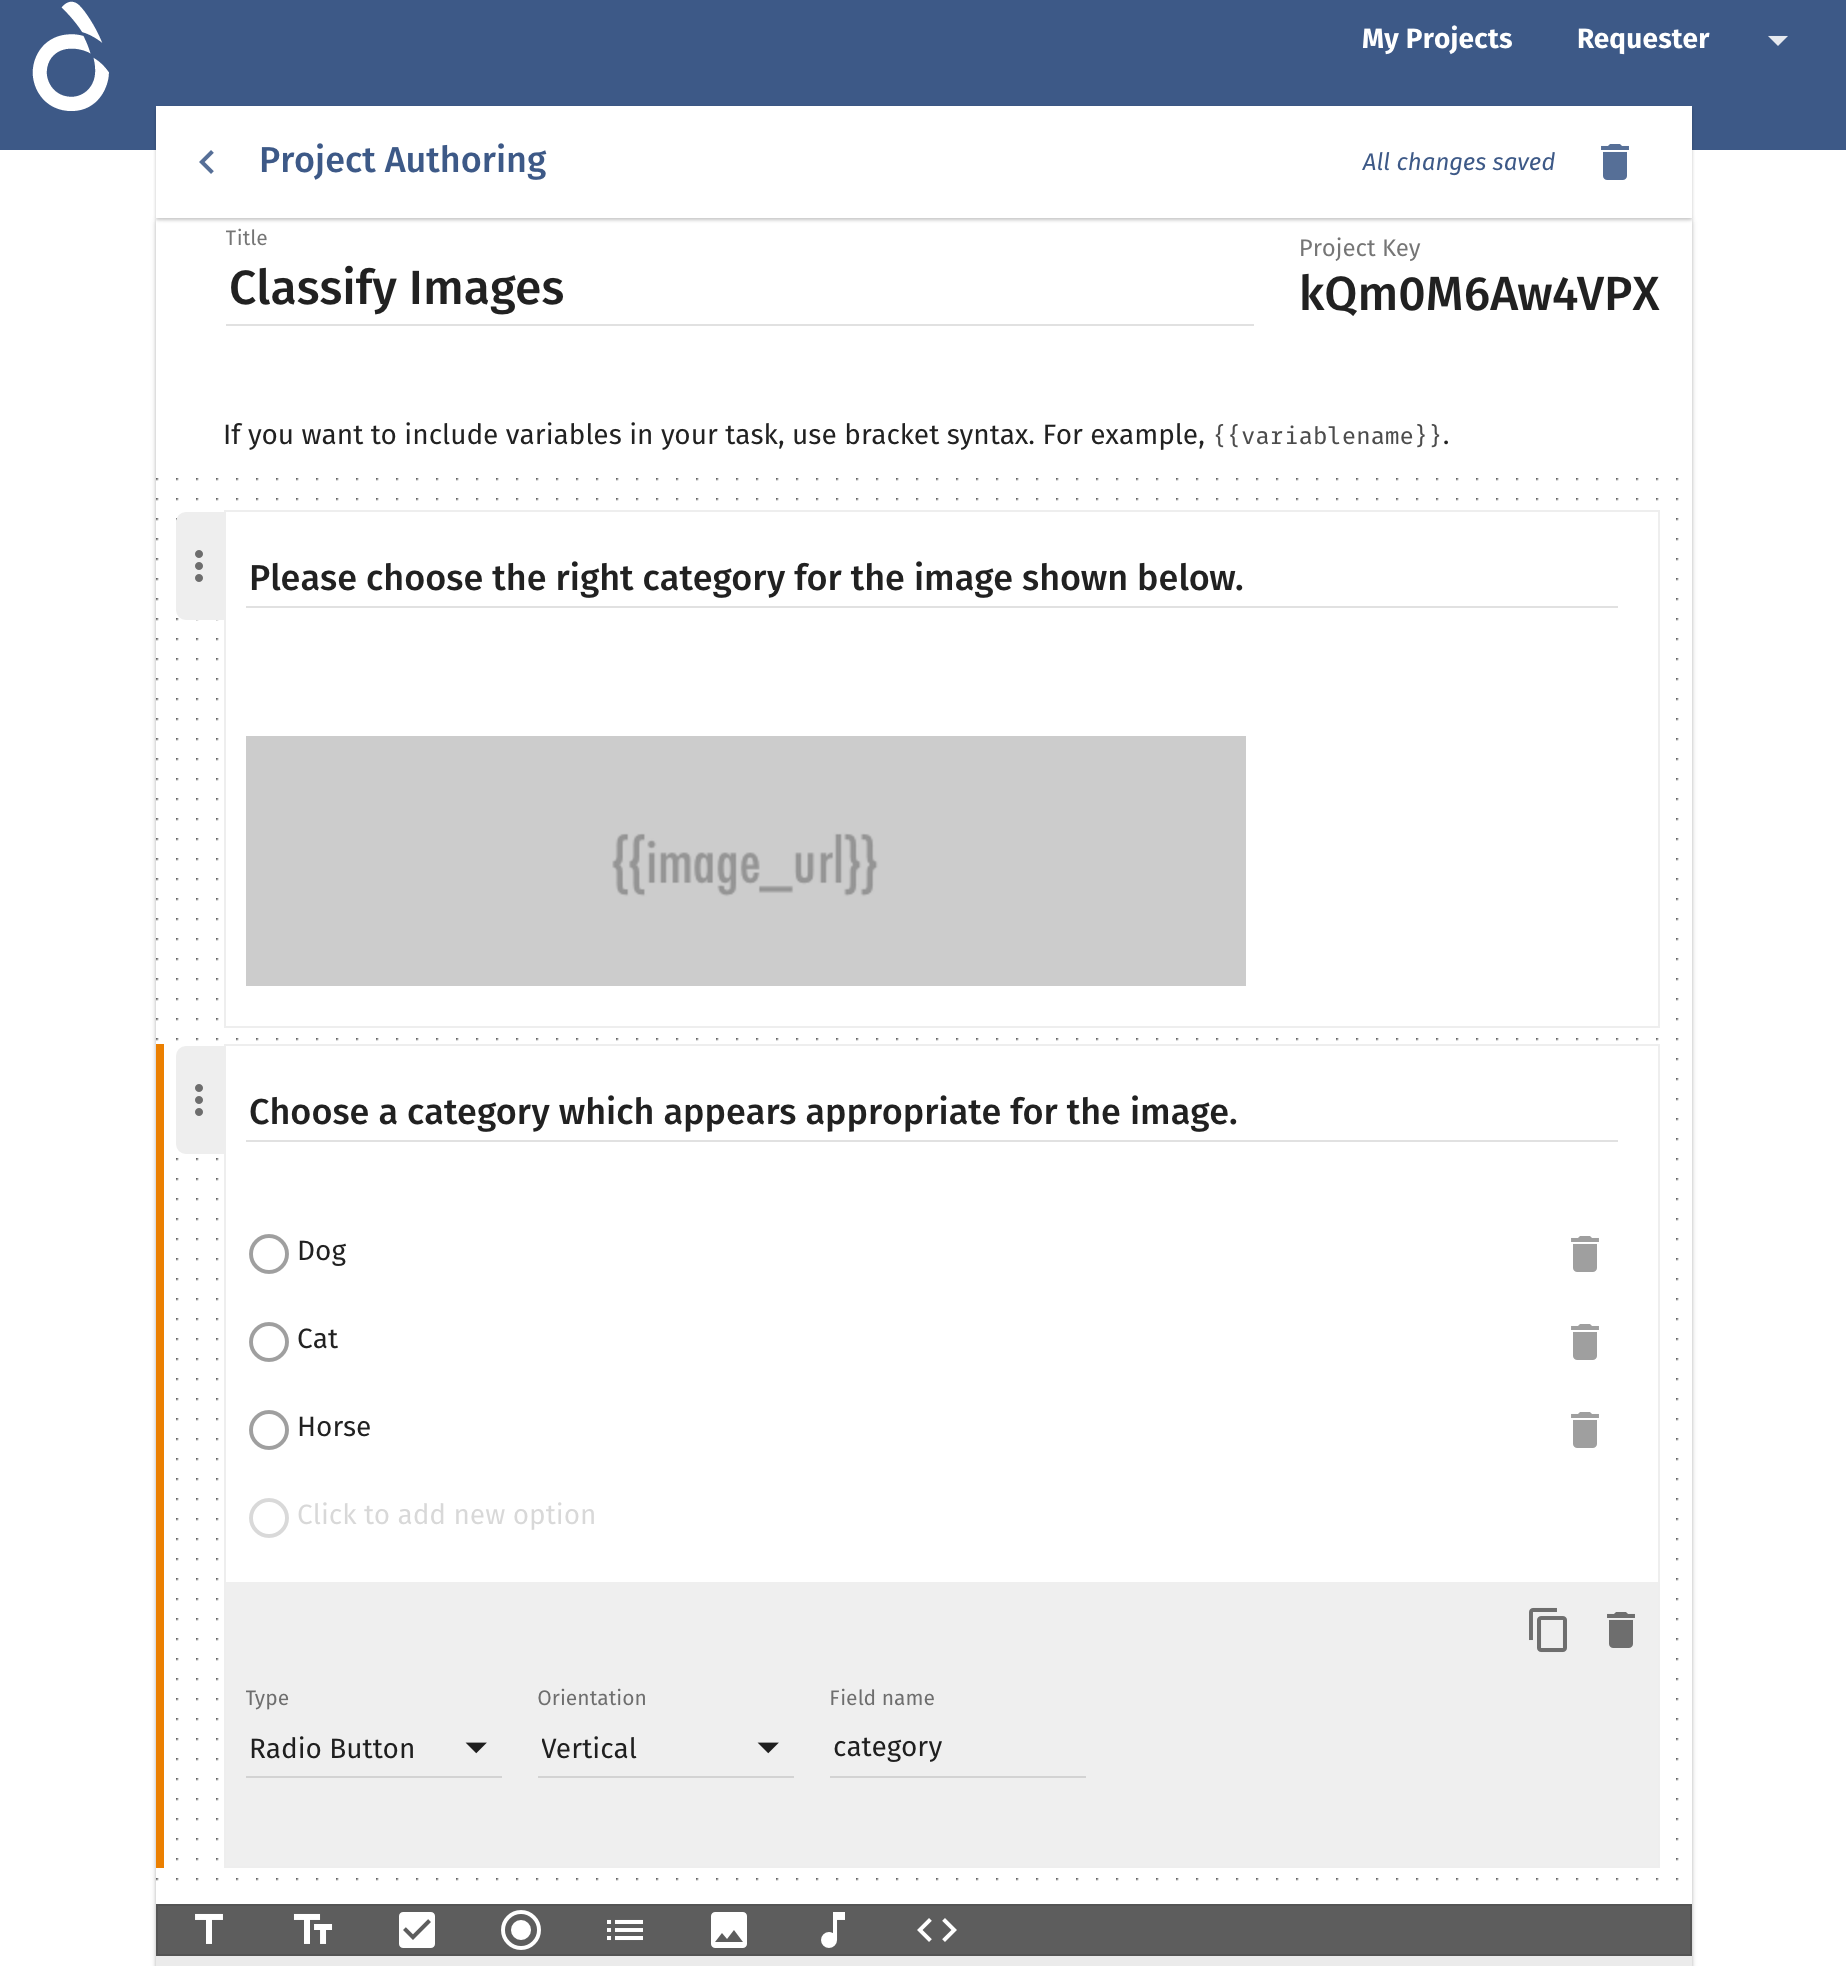 My Projects Requester
Project Authoring
All changes saved
Title
Classify Images
Project Key
kQm0M6Aw4VPX
If you want to include variables in your task, use bracket syntax. For example, {{variablename}}.
Please choose the right category for the image shown below.
{{image_url}}
Choose a category which appears appropriate for the image.
Dog
Cat
Horse
Click to add new option
Type Orientation Field name
Radio Button Vertical category